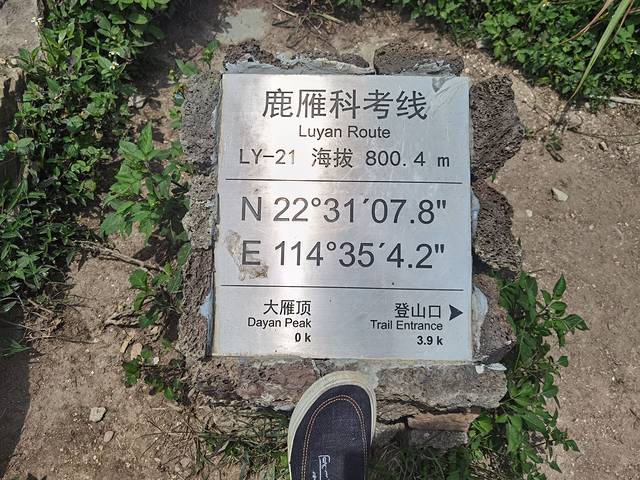 鹿雁科考线
Luyan Route
LY-21 海拔 800.4 m
N 22°31´07.8"
E 114°35´4.2"
大雁顶 登山口
Dayan Peak Trail Entrance
0 k 3.9 k